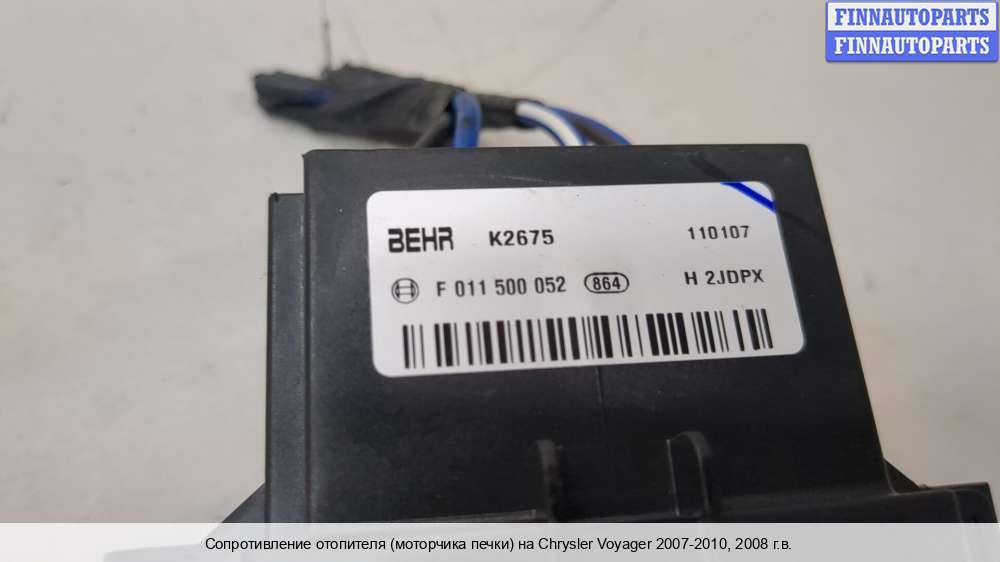 FINNAUTOPARTS
FINNAUTOPARTS
BEHR K2675 110107
F 011 500 052 864 H 2JDPX
Сопротивление отопителя (моторчика печки) на Chrysler Voyager 2007-2010, 2008 г.в.